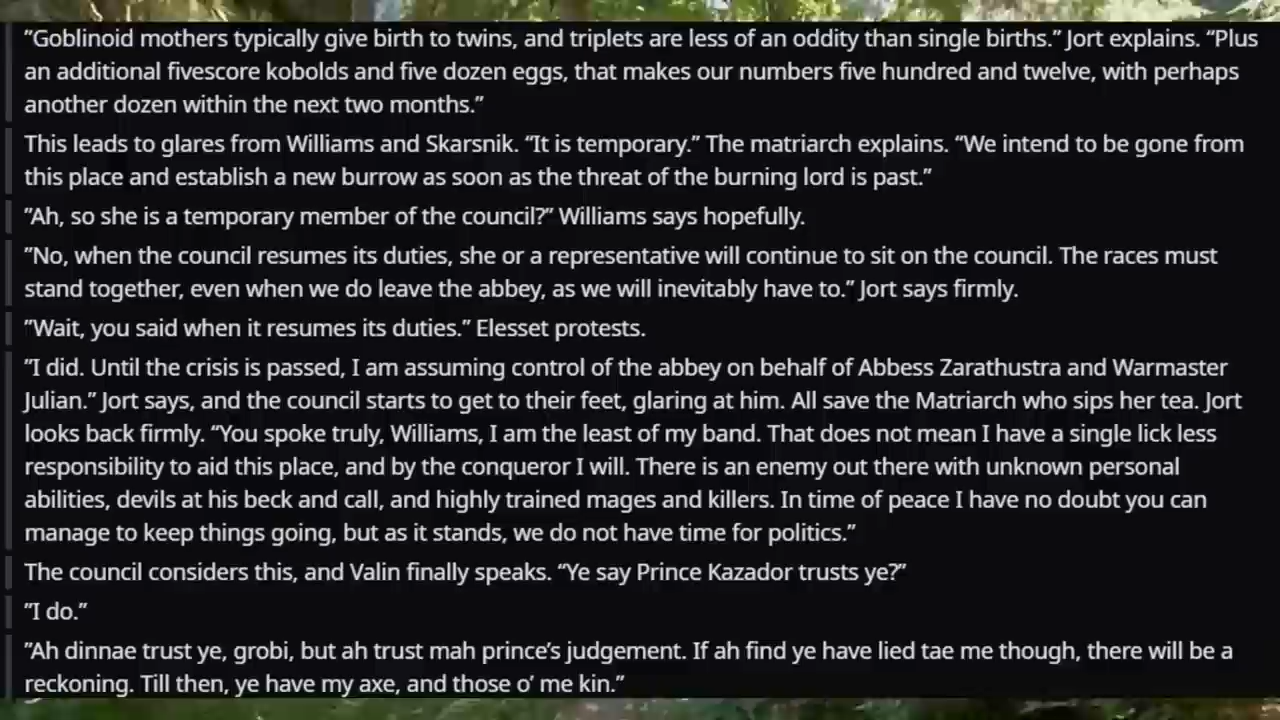 ”Goblinoid mothers typically give birth to twins, and triplets are less of an oddity than single births.” Jort explains. “Plus
an additional fivescore kobolds and five dozen eggs, that makes our numbers five hundred and twelve, with perhaps
another dozen within the next two months.”
This leads to glares from Williams and Skarsnik. “It is temporary.” The matriarch explains. “We intend to be gone from
this place and establish a new burrow as soon as the threat of the burning lord is past.”
”Ah, so she is a temporary member of the council?” Williams says hopefully.
”No, when the council resumes its duties, she or a representative will continue to sit on the council. The races must
stand together, even when we do leave the abbey, as we will inevitably have to.” Jort says firmly.
”Wait, you said when it resumes its duties.” Elesset protests.
”I did. Until the crisis is passed, I am assuming control of the abbey on behalf of Abbess Zarathustra and Warmaster
Julian.” Jort says, and the council starts to get to their feet, glaring at him. All save the Matriarch who sips her tea. Jort
looks back firmly. “You spoke truly, Williams, I am the least of my band. That does not mean I have a single lick less
responsibility to aid this place, and by the conqueror I will. There is an enemy out there with unknown personal
abilities, devils at his beck and call, and highly trained mages and killers. In time of peace I have no doubt you can
manage to keep things going, but as it stands, we do not have time for politics.”
The council considers this, and Valin finally speaks. “Ye say Prince Kazador trusts ye?”
”I do.”
”Ah dinnae trust ye, grobi, but ah trust mah prince’s judgement. If ah find ye have lied tae me though, there will be a
reckoning. Till then, ye have my axe, and those o’ me kin.”